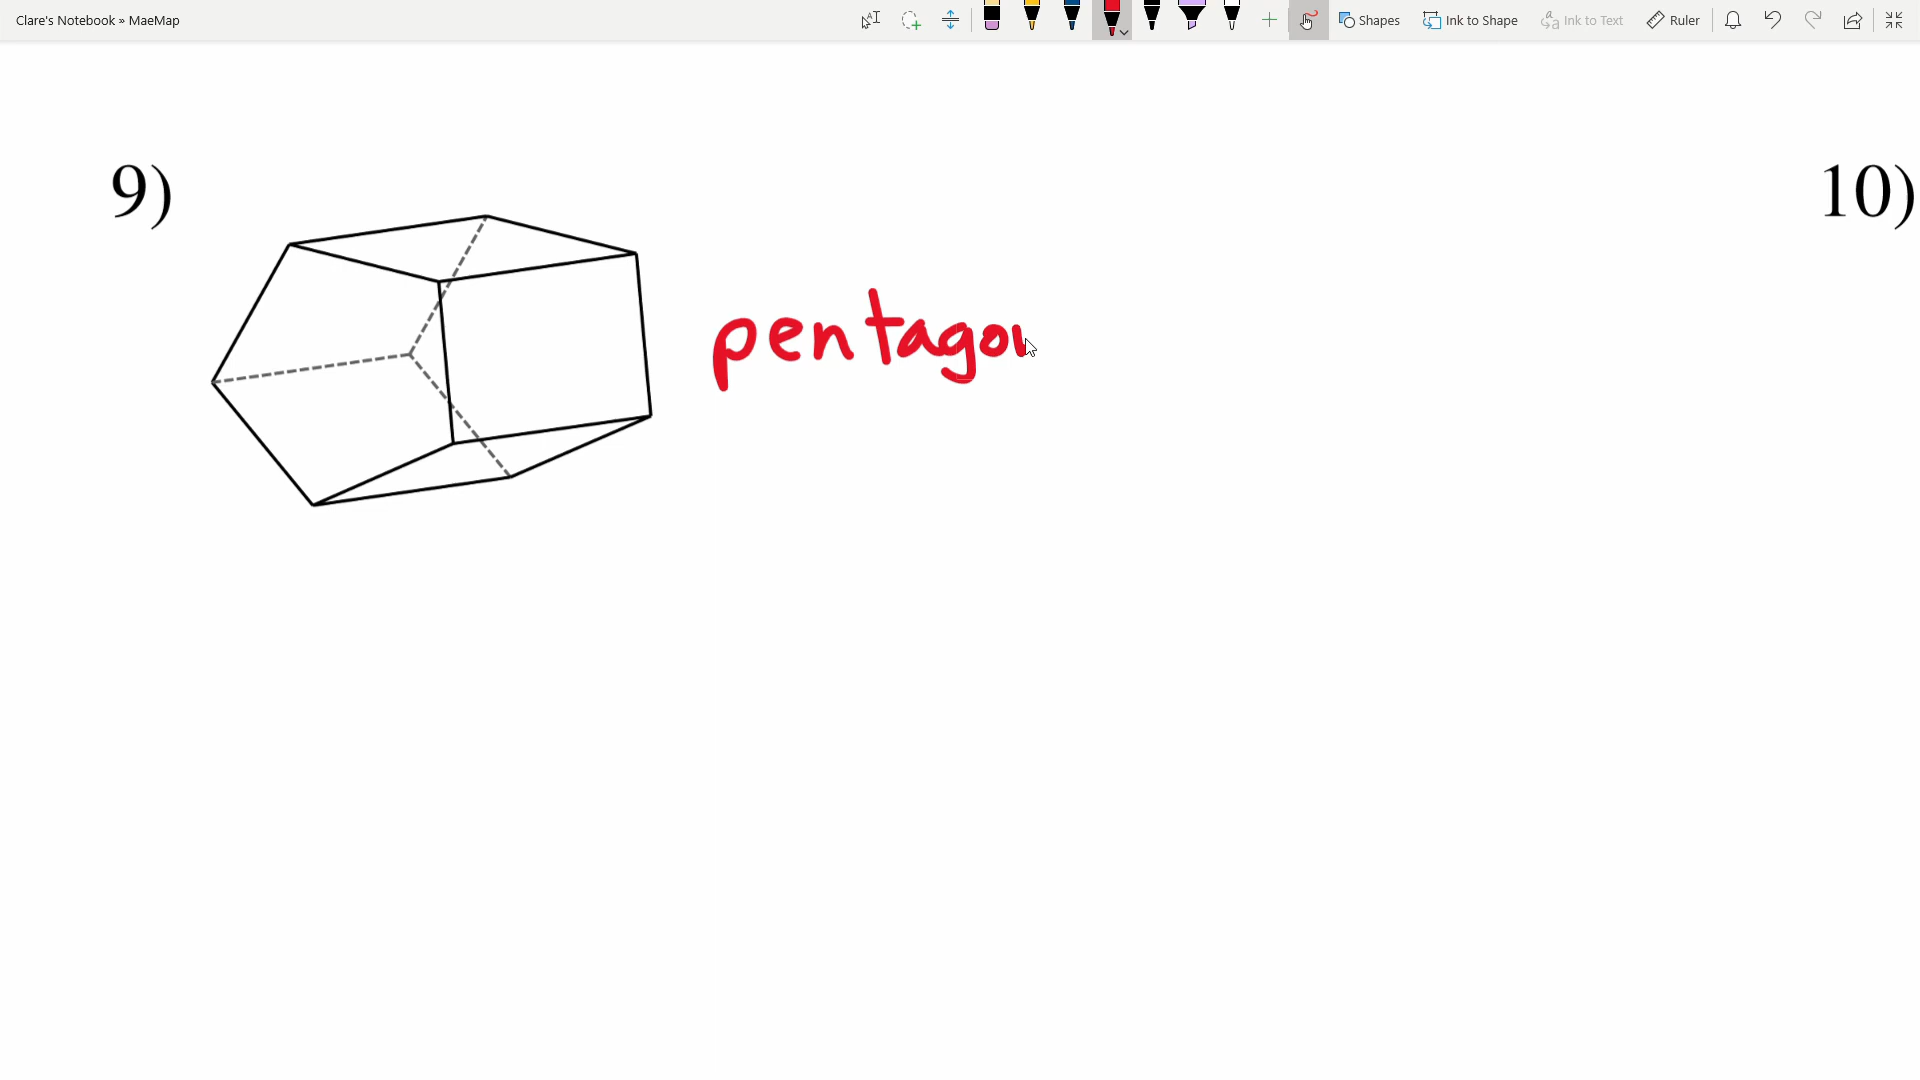 Clare's Notebook » MaeMap
Shapes
Ink to Shape
Ink to Text
Ruler
9)
10)
pentagon